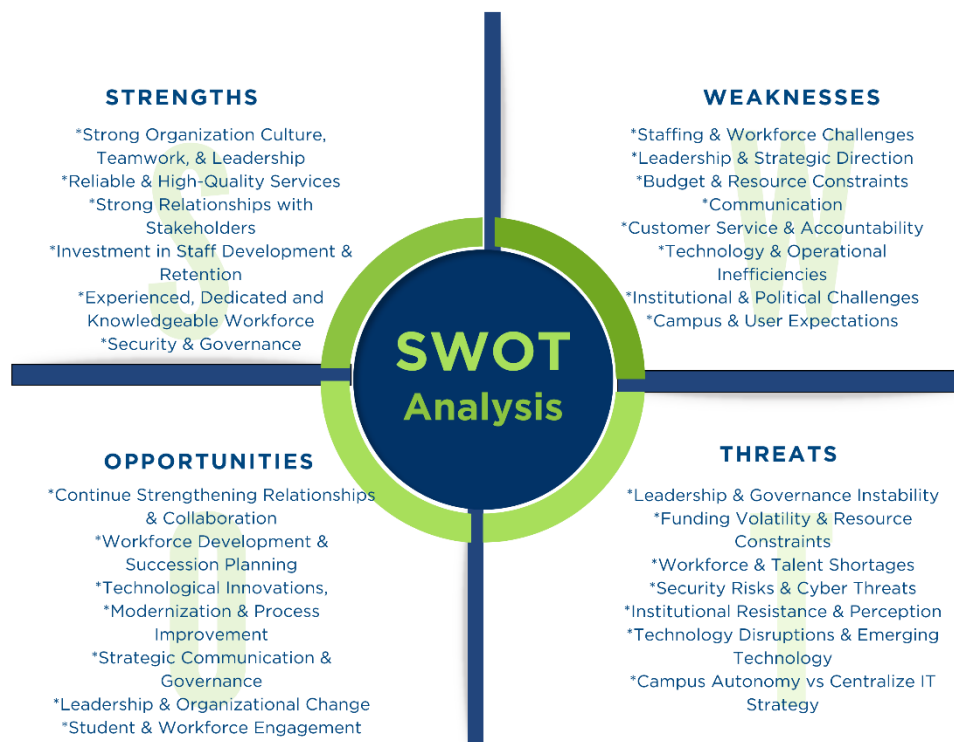 STRENGTHS
*Strong Organization Culture,
Teamwork, & Leadership
*Reliable & High-Quality Services
*Strong Relationships with
Stakeholders
*Investment in Staff Development &
Retention
*Experienced, Dedicated and
Knowledgeable Workforce
*Security & Governance
S
WEAKNESSES
*Staffing & Workforce Challenges
*Leadership & Strategic Direction
*Budget & Resource Constraints
*Communication
*Customer Service & Accountability
*Technology & Operational
Inefficiencies
*Institutional & Political Challenges
*Campus & User Expectations
W
SWOT
Analysis
OPPORTUNITIES
*Continue Strengthening Relationships
& Collaboration
*Workforce Development &
Succession Planning
*Technological Innovations,
*Modernization & Process
Improvement
*Strategic Communication &
Governance
*Leadership & Organizational Change
*Student & Workforce Engagement
O
THREATS
*Leadership & Governance Instability
*Funding Volatility & Resource
Constraints
*Workforce & Talent Shortages
*Security Risks & Cyber Threats
*Institutional Resistance & Perception
*Technology Disruptions & Emerging
Technology
*Campus Autonomy vs Centralize IT
Strategy
T